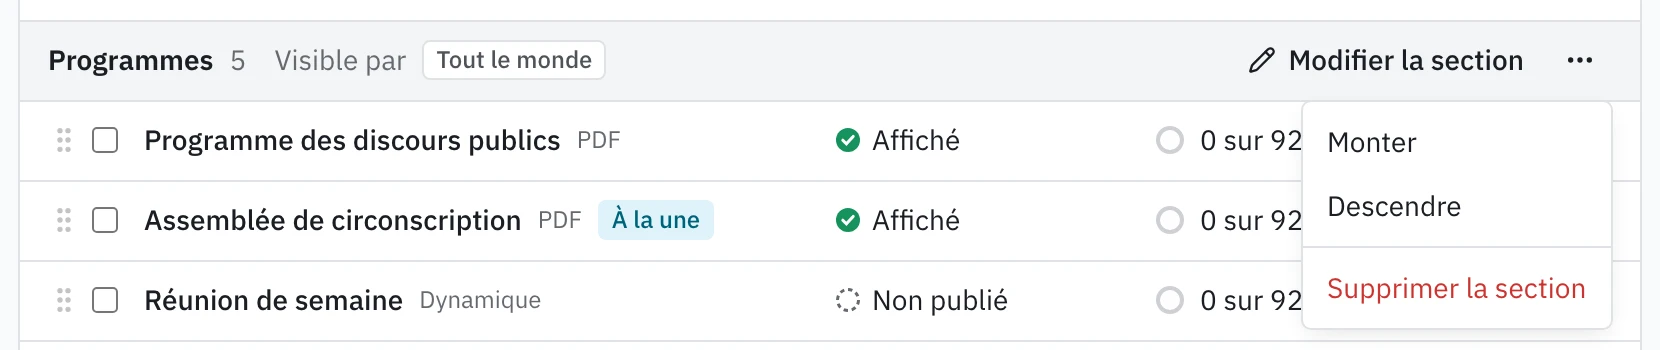 Programmes 5 Visible par Tout le monde Modifier la section ...
Programme des discours publics PDF Affiché 0 sur 92
Monter
Assemblée de circonscription PDF À la une Affiché 0 sur 92
Descendre
Réunion de semaine Dynamique Non publié 0 sur 92
Supprimer la section